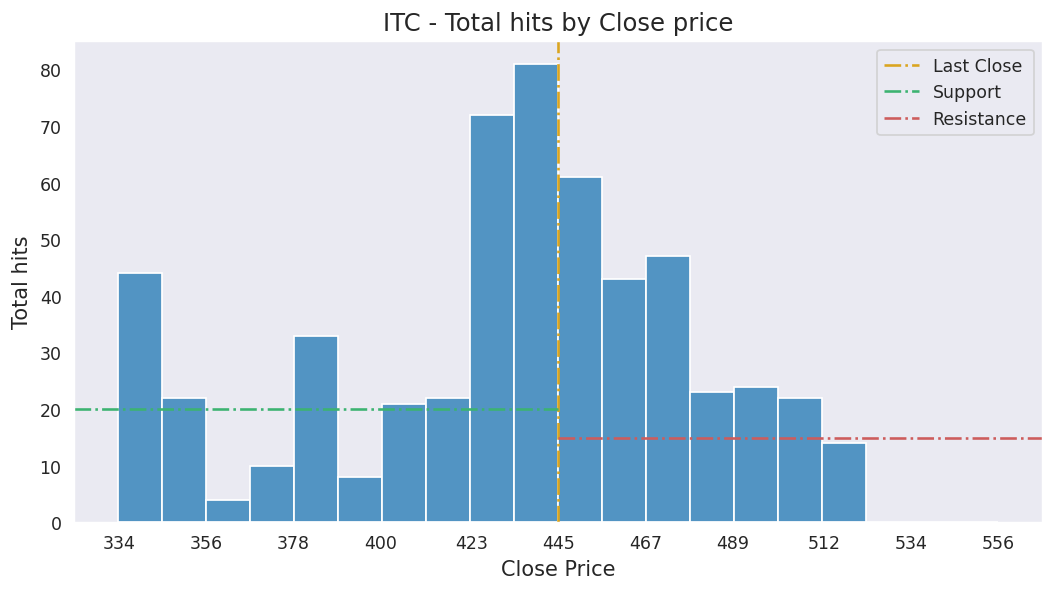 ITC - Total hits by Close price
Last Close
Support
Resistance
Total hits
80
70
60
50
40
30
20
10
0
334 356 378 400 423 445 467 489 512 534 556
Close Price